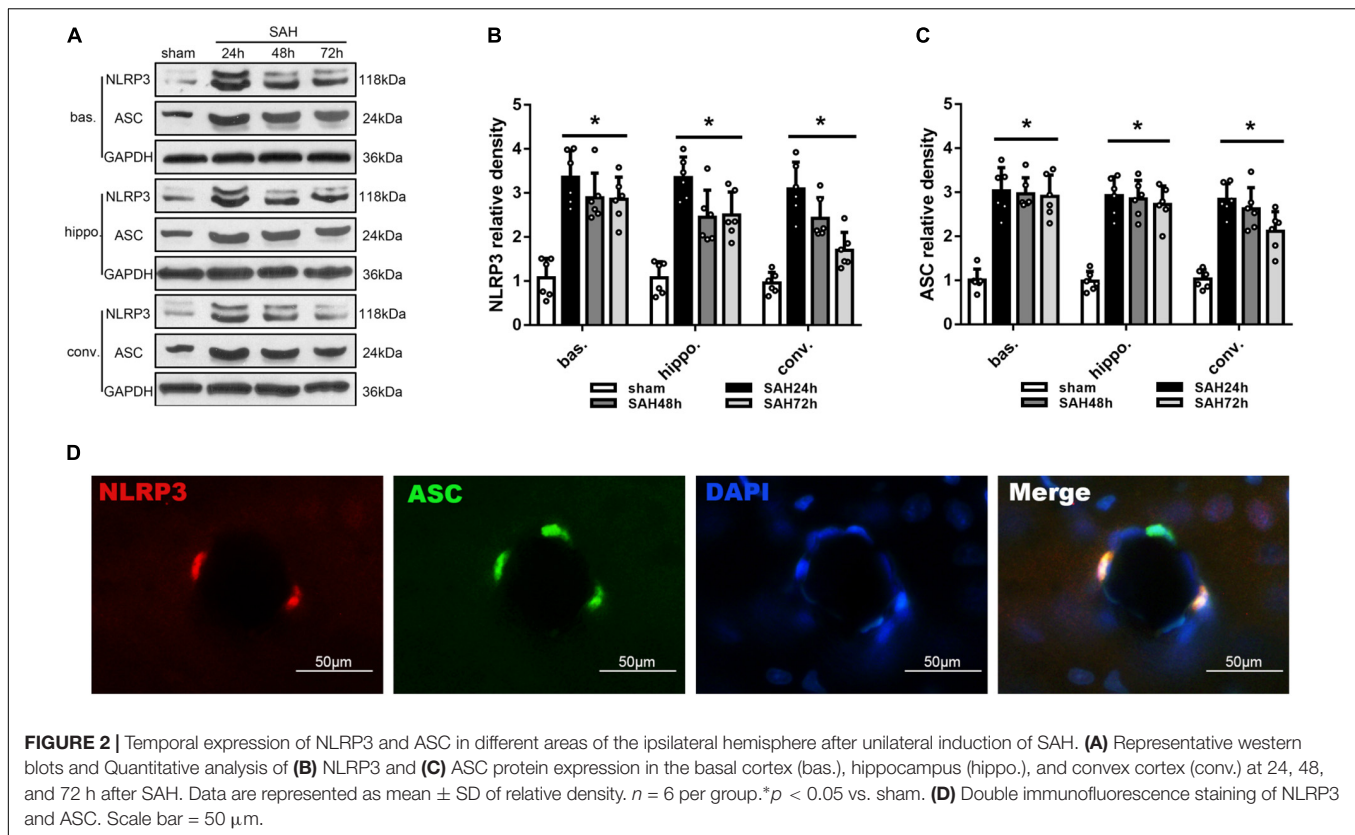 A
SAH
sham 24h 48h 72h
bas.
NLRP3 118kDa
ASC 24kDa
GAPDH 36kDa
hippo.
NLRP3 118kDa
ASC 24kDa
GAPDH 36kDa
conv.
NLRP3 118kDa
ASC 24kDa
GAPDH 36kDa
B
NLRP3 relative density
5
4
3
2
1
0
* * *
bas. hippo. conv.
sham SAH24h
SAH48h SAH72h
C
ASC relative density
5
4
3
2
1
0
* * *
bas. hippo. conv.
sham SAH24h
SAH48h SAH72h
D
NLRP3 ASC DAPI Merge
50μm 50μm 50μm 50μm
FIGURE 2 | Temporal expression of NLRP3 and ASC in different areas of the ipsilateral hemisphere after unilateral induction of SAH. (A) Representative western
blots and Quantitative analysis of (B) NLRP3 and (C) ASC protein expression in the basal cortex (bas.), hippocampus (hippo.), and convex cortex (conv.) at 24, 48,
and 72 h after SAH. Data are represented as mean ± SD of relative density. n = 6 per group.*p < 0.05 vs. sham. (D) Double immunofluorescence staining of NLRP3
and ASC. Scale bar = 50 μm.